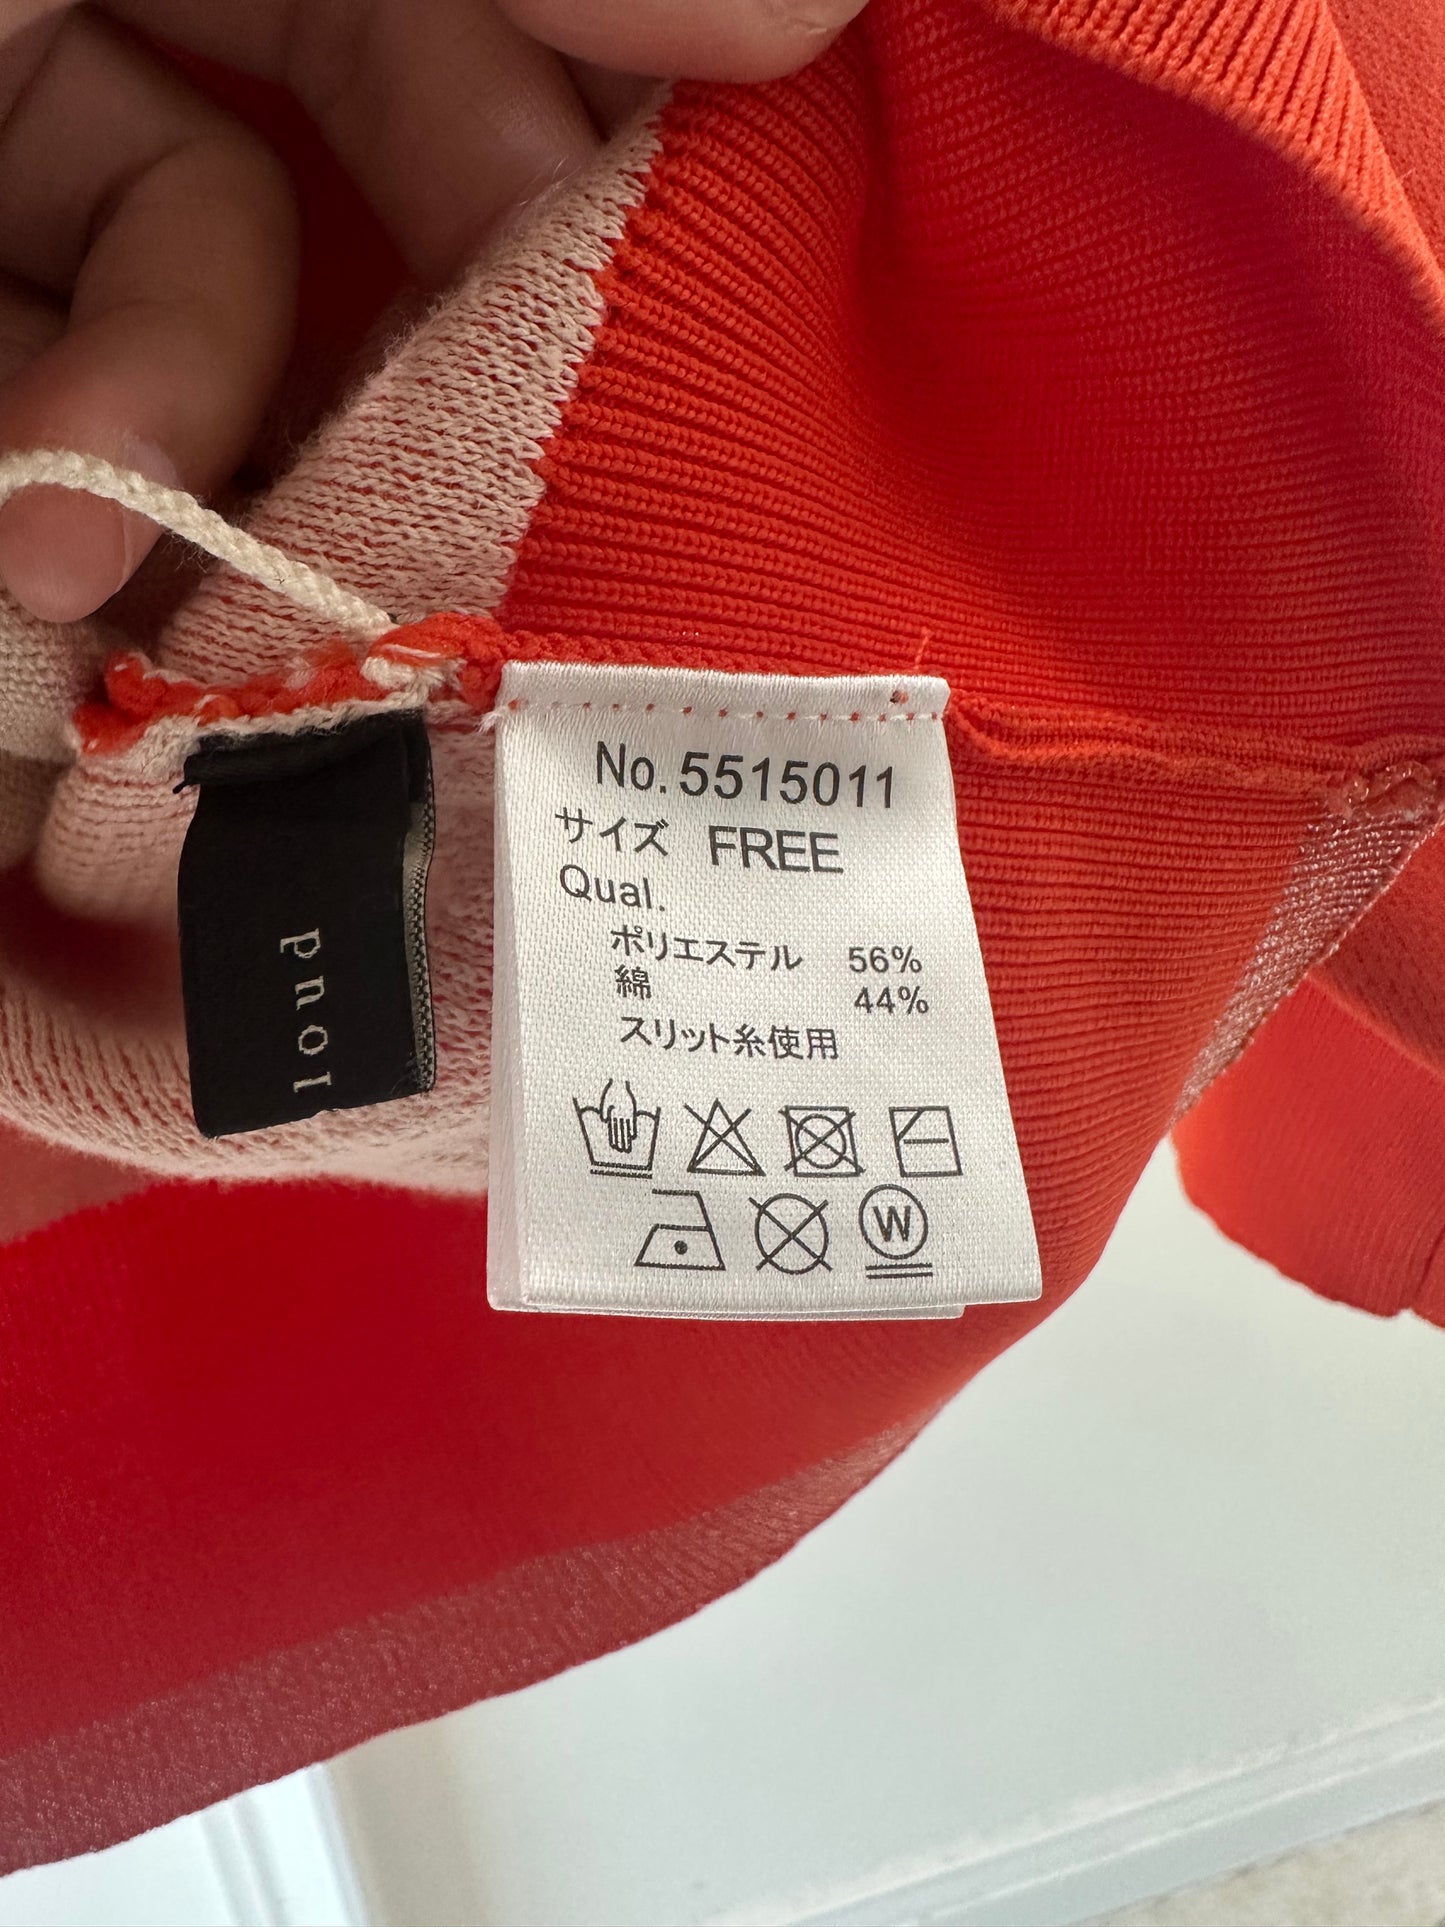 No.5515011
サイズ FREE
Qual.
ポリエステル 56%
綿 44%
スリット糸使用
W
loud